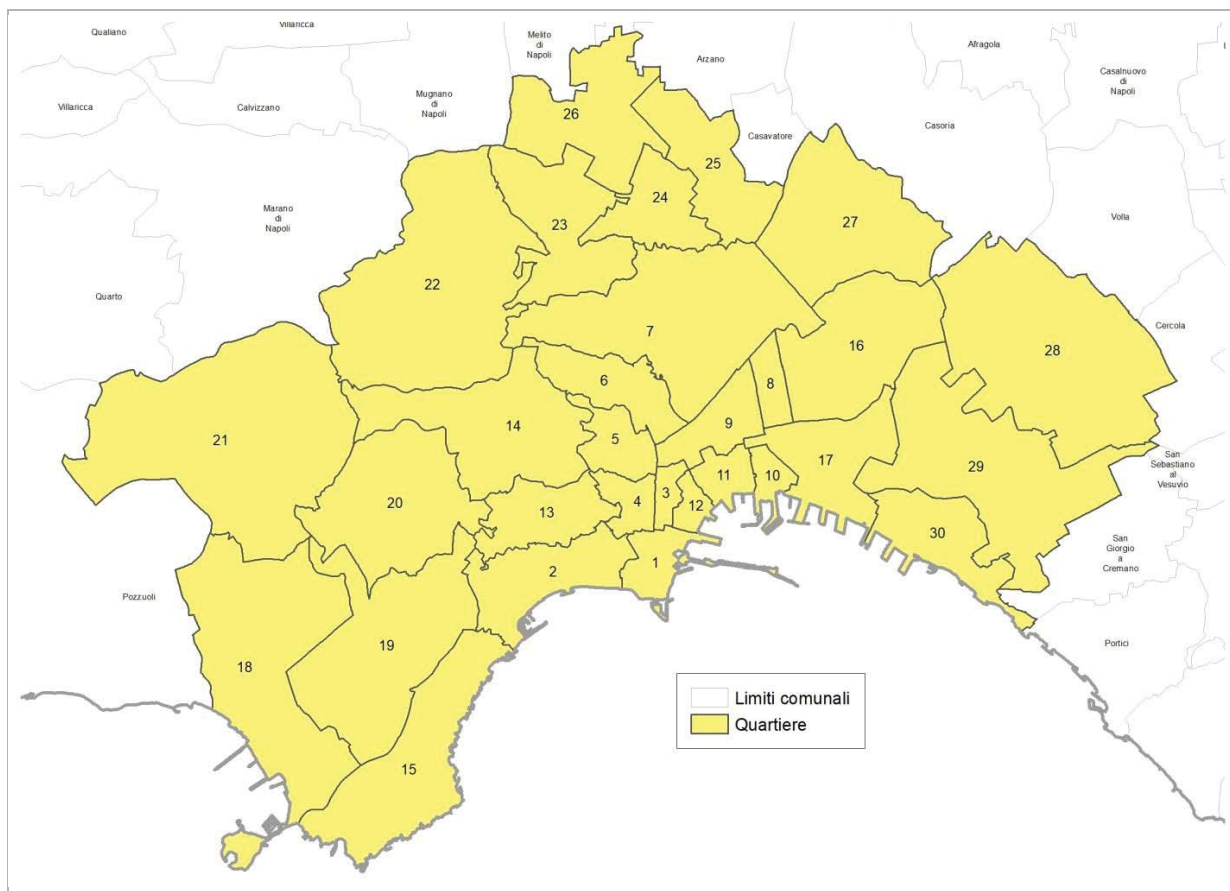 Villaricca
Qualiano
Melito
di
Napoli
Arzano
Afragola
Casalnuovo
di
Napoli
Villaricca
Calvizzano
Mugnano
di
Napoli
Casavatore
Casoria
26
25
24
23
27
Marano
di
Napoli
Volla
Quarto
22
7
16
28
Cercola
6
8
9
14
5
21
20
11
10
17
29
San
Sebastiano
al
Vesuvio
13
4
3
12
30
San
Giorgio
a
Cremano
1
2
Pozzuoli
19
18
Portici
15
Limiti comunali
Quartiere